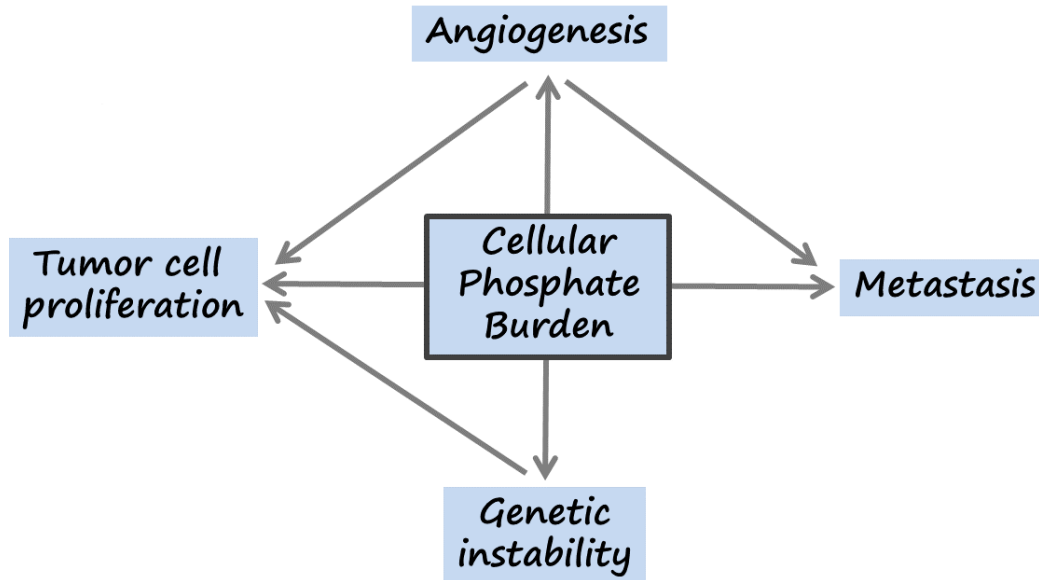 Angiogenesis
Tumor cell
proliferation
Cellular
Phosphate
Burden
Metastasis
Genetic
instability